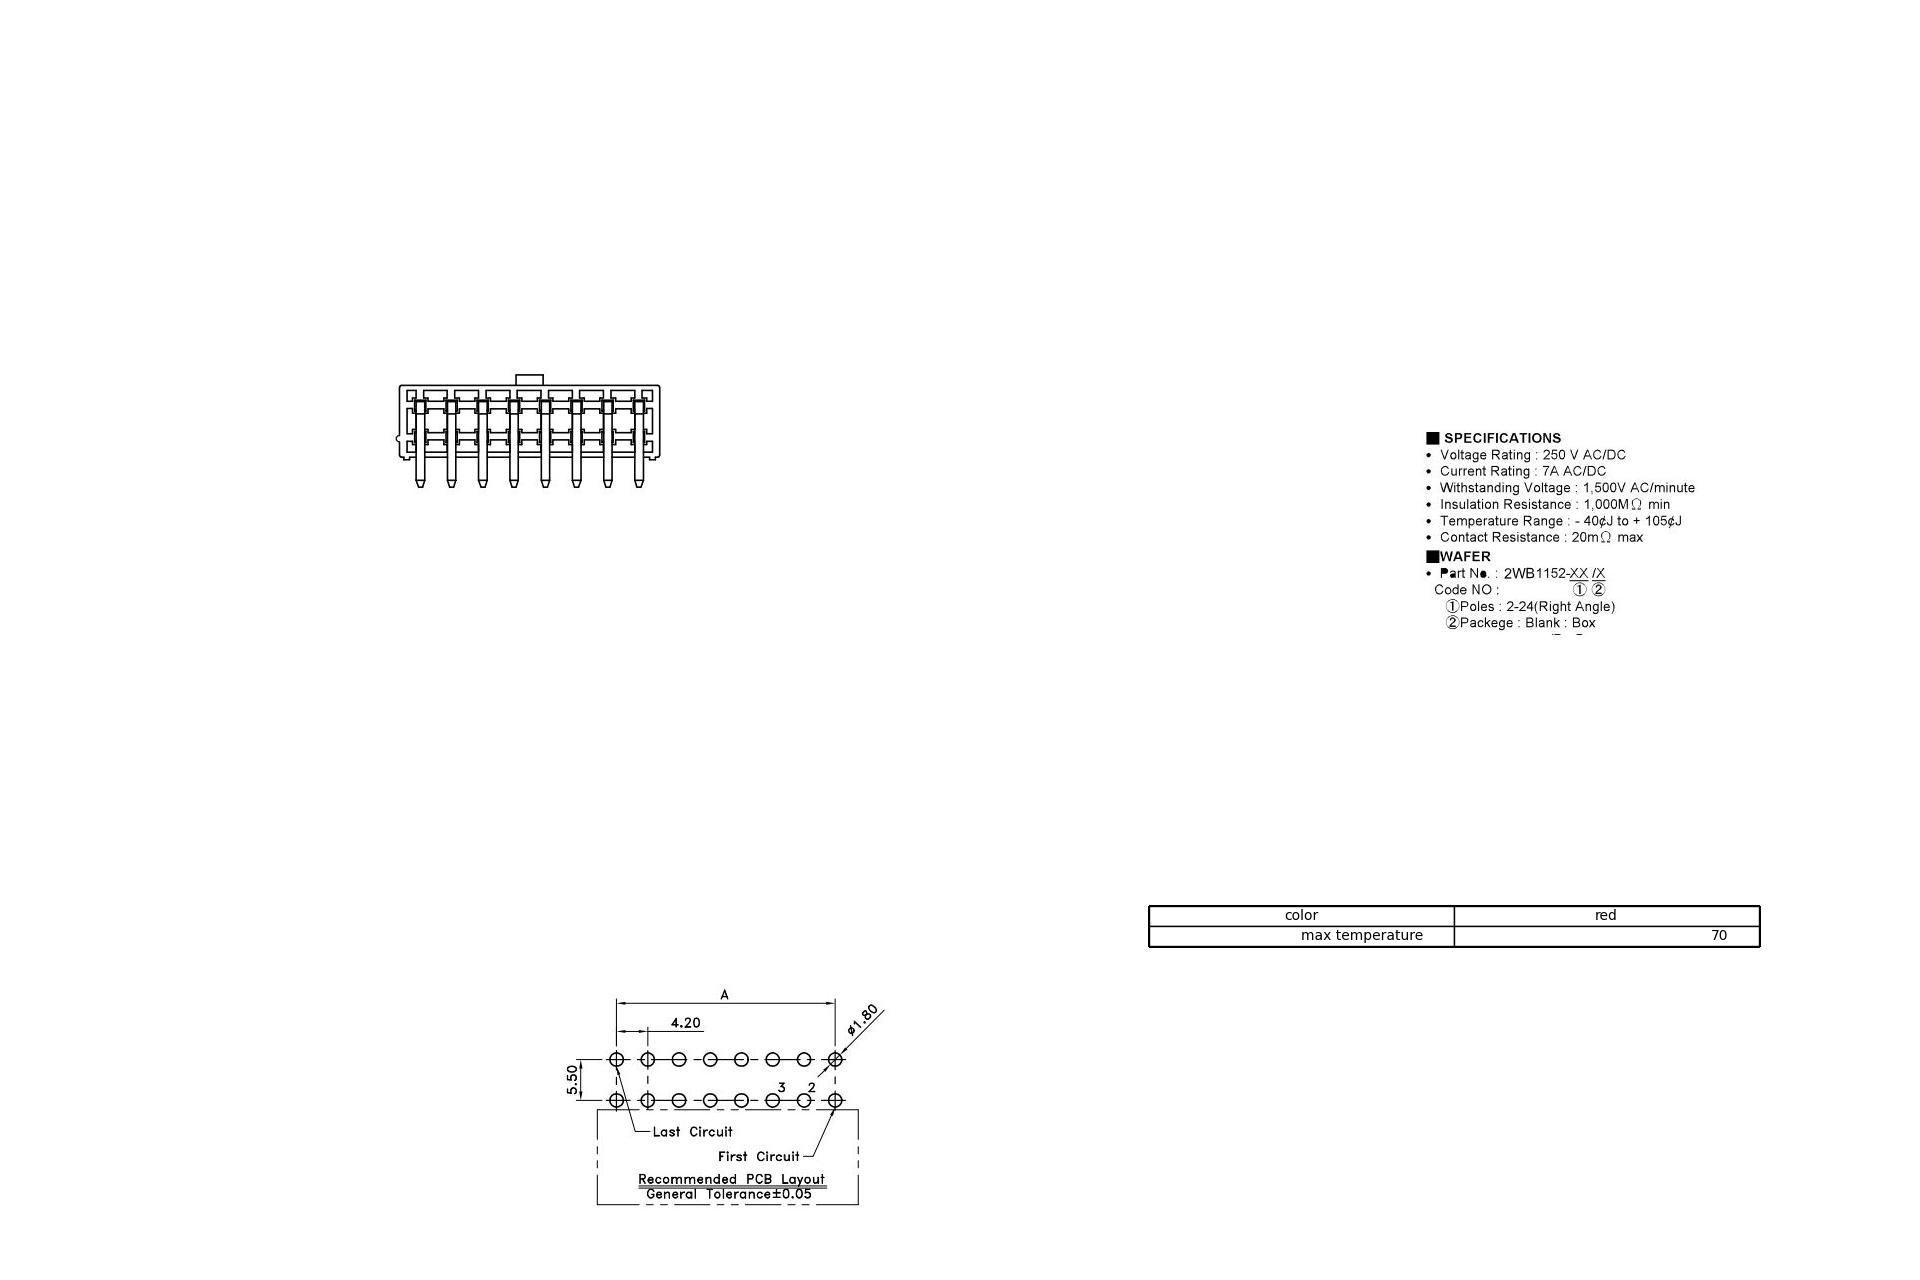 ■ SPECIFICATIONS
• Voltage Rating : 250 V AC/DC
• Current Rating : 7A AC/DC
• Withstanding Voltage : 1,500V AC/minute
• Insulation Resistance : 1,000MΩ min
• Temperature Range : - 40¢J to + 105¢J
• Contact Resistance : 20mΩ max
■WAFER
• Part No. : 2WB1152-XX /X
Code NO : ① ②
①Poles : 2-24(Right Angle)
②Packege : Blank : Box
color red
max temperature 70
A
4.20
ø1.80
5.50
3 2
Last Circuit
First Circuit
Recommended PCB Layout
General Tolerance±0.05